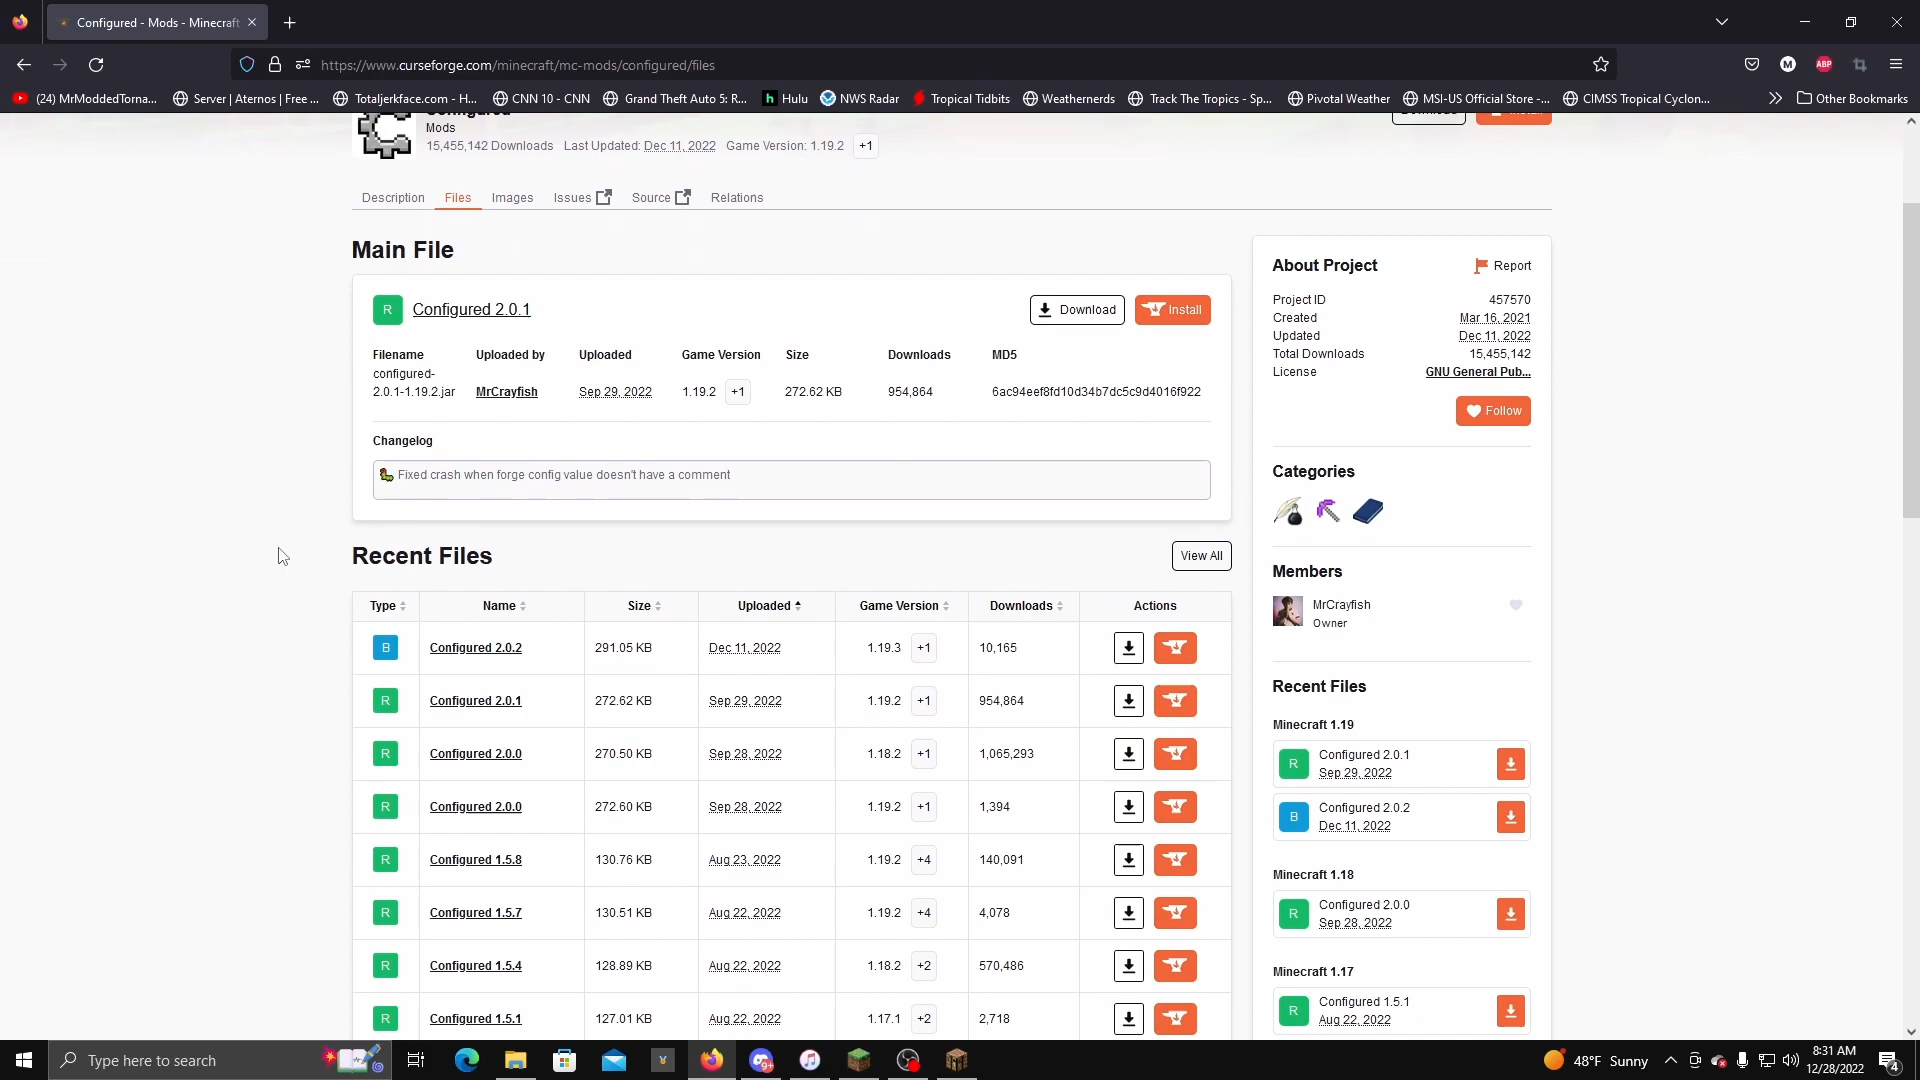 Configured - Mods - Minecraft
https://www.curseforge.com/minecraft/mc-mods/configured/files
M
ABP
(24) MrModdedTorna...
Server | Aternos | Free ...
Totaljerkface.com - H...
CNN 10 - CNN
Grand Theft Auto 5: R...
h Hulu
NWS Radar
Tropical Tidbits
Weathernerds
Track The Tropics - Sp...
Pivotal Weather
MSI-US Official Store -...
CIMSS Tropical Cyclon...
Other Bookmarks
Configured
Download
Install
Mods
15,455,142 Downloads Last Updated: Dec 11, 2022 Game Version: 1.19.2 +1
Description Files Images Issues Source Relations
Main File
R Configured 2.0.1
Download
Install
Filename Uploaded by Uploaded Game Version Size Downloads MD5
configured-
2.0.1-1.19.2.jar MrCrayfish Sep 29, 2022 1.19.2 +1 272.62 KB 954,864 6ac94eef8fd10d34b7dc5c9d4016f922
Changelog
Fixed crash when forge config value doesn't have a comment
Recent Files
View All
Type Name Size Uploaded Game Version Downloads Actions
B Configured 2.0.2 291.05 KB Dec 11, 2022 1.19.3 +1 10,165
R Configured 2.0.1 272.62 KB Sep 29, 2022 1.19.2 +1 954,864
R Configured 2.0.0 270.50 KB Sep 28, 2022 1.18.2 +1 1,065,293
R Configured 2.0.0 272.60 KB Sep 28, 2022 1.19.2 +1 1,394
R Configured 1.5.8 130.76 KB Aug 23, 2022 1.19.2 +4 140,091
R Configured 1.5.7 130.51 KB Aug 22, 2022 1.19.2 +4 4,078
R Configured 1.5.4 128.89 KB Aug 22, 2022 1.18.2 +2 570,486
R Configured 1.5.1 127.01 KB Aug 22, 2022 1.17.1 +2 2,718
About Project
Report
Project ID 457570
Created Mar 16, 2021
Updated Dec 11, 2022
Total Downloads 15,455,142
License GNU General Pub...
Follow
Categories
Members
MrCrayfish
Owner
Recent Files
Minecraft 1.19
R Configured 2.0.1
Sep 29, 2022
B Configured 2.0.2
Dec 11, 2022
Minecraft 1.18
R Configured 2.0.0
Sep 28, 2022
Minecraft 1.17
R Configured 1.5.1
Aug 22, 2022
Type here to search
9+
48°F Sunny
8:31 AM
12/28/2022
4